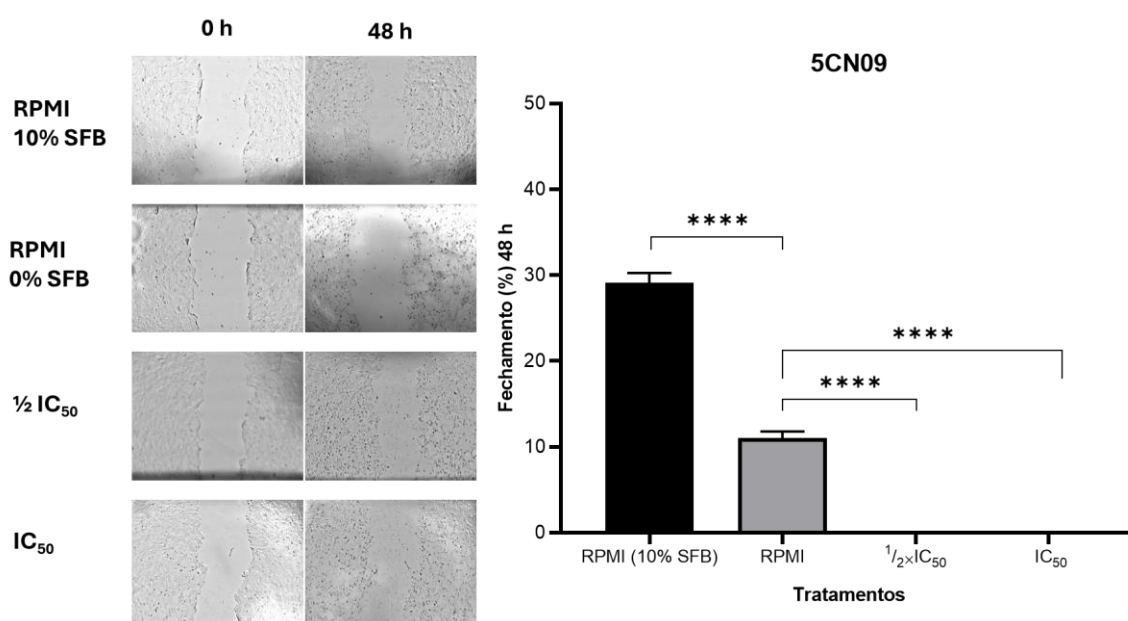 0 h
48 h
RPMI
10% SFB
RPMI
0% SFB
½ IC₅₀
IC₅₀
5CN09
Fechamento (%) 48 h
50
40
30
20
10
0
****
****
****
RPMI (10% SFB)
RPMI
¹/₂×IC₅₀
IC₅₀
Tratamentos